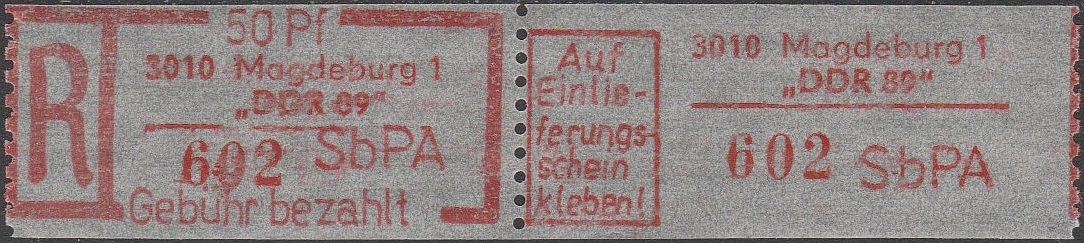 R
50 Pf
3010 Magdeburg 1
„DDR 89“
602 SbPA
Gebühr bezahlt
Auf
Einlie-
ferungs-
schein
kleben!
3010 Magdeburg 1
„DDR 89“
602 SbPA